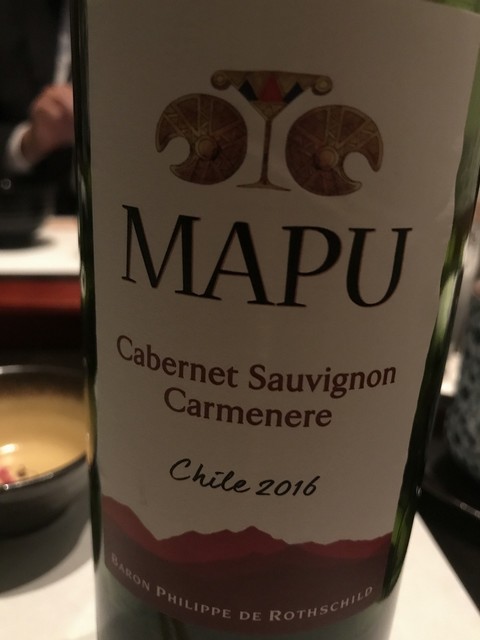 MAPU
Cabernet Sauvignon
Carmenere
Chile 2016
BARON PHILIPPE DE ROTHSCHILD